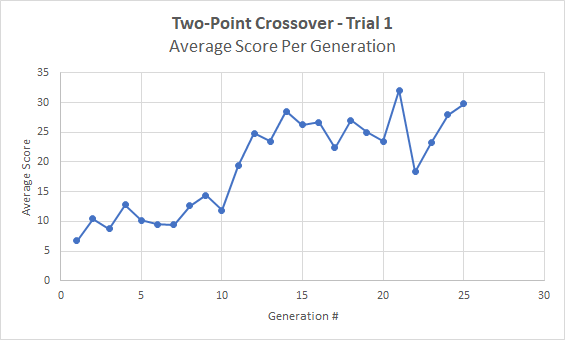 Two-Point Crossover - Trial 1
Average Score Per Generation
35
30
25
20
15
10
5
0
Average Score
0 5 10 15 20 25 30
Generation #